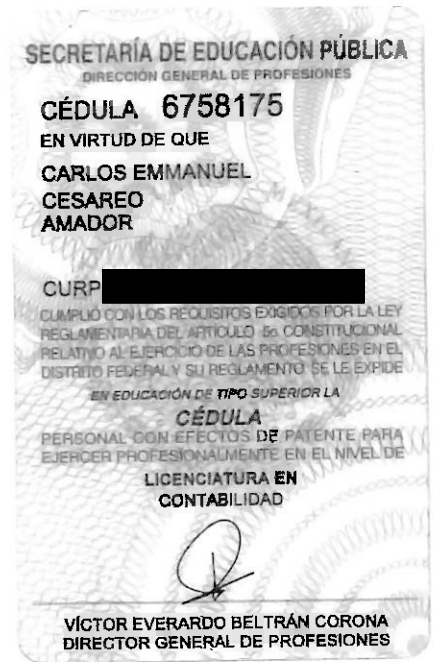 SECRETARÍA DE EDUCACIÓN PÚBLICA
DIRECCIÓN GENERAL DE PROFESIONES
CÉDULA 6758175
EN VIRTUD DE QUE
CARLOS EMMANUEL
CESAREO
AMADOR
CURP
CUMPLIÓ CON LOS REQUISITOS EXIGIDOS POR LA LEY
REGLAMENTARIA DEL ARTÍCULO 5o. CONSTITUCIONAL
RELATIVO AL EJERCICIO DE LAS PROFESIONES EN EL
DISTRITO FEDERAL Y SU REGLAMENTO SE LE EXPIDE
EN EDUCACIÓN DE TIPO SUPERIOR LA
CÉDULA
PERSONAL CON EFECTOS DE PATENTE PARA
EJERCER PROFESIONALMENTE EN EL NIVEL DE
LICENCIATURA EN
CONTABILIDAD
VÍCTOR EVERARDO BELTRÁN CORONA
DIRECTOR GENERAL DE PROFESIONES